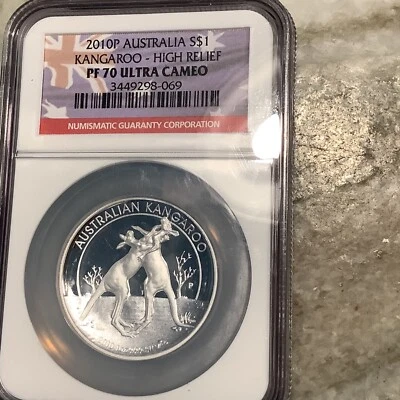 2010P AUSTRALIA S$1
KANGAROO - HIGH RELIEF
PF 70 ULTRA CAMEO
3449298-069
NUMISMATIC GUARANTY CORPORATION
AUSTRALIAN KANGAROO
P